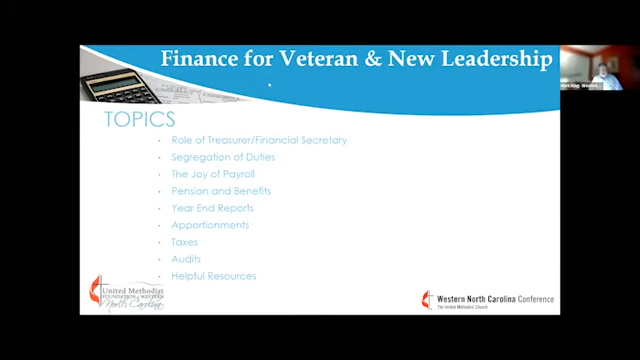 Finance for Veteran & New Leadership
TOPICS
Role of Treasurer/Financial Secretary
Segregation of Duties
The Joy of Payroll
Pension and Benefits
Year End Reports
Apportionments
Taxes
Audits
Helpful Resources
United Methodist
FOUNDATION of WESTERN
North Carolina
Western North Carolina Conference
The United Methodist Church